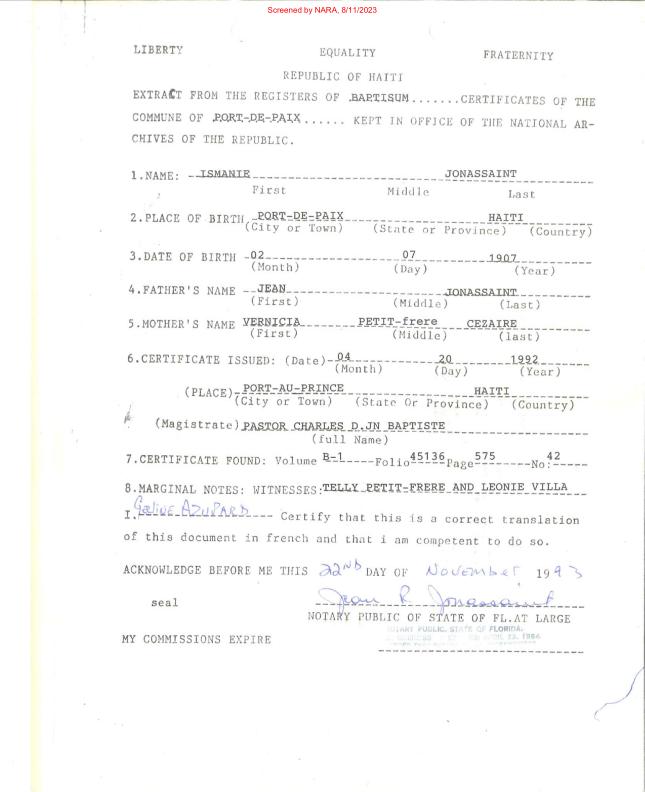 Screened by NARA, 8/11/2023
LIBERTY EQUALITY FRATERNITY
REPUBLIC OF HAITI
EXTRACT FROM THE REGISTERS OF BAPTISUM.......CERTIFICATES OF THE
COMMUNE OF PORT-DE-PAIX...... KEPT IN OFFICE OF THE NATIONAL AR-
CHIVES OF THE REPUBLIC.
1.NAME: ISMANIE JONASSAINT
First Middle Last
2.PLACE OF BIRTH PORT-DE-PAIX HAITI
(City or Town) (State or Province) (Country)
3.DATE OF BIRTH 02 07 1907
(Month) (Day) (Year)
4.FATHER'S NAME JEAN JONASSAINT
(First) (Middle) (Last)
5.MOTHER'S NAME VERNICIA PETIT-frere CEZAIRE
(First) (Middle) (last)
6.CERTIFICATE ISSUED: (Date) 04 20 1992
(Month) (Day) (Year)
(PLACE) PORT-AU-PRINCE HAITI
(City or Town) (State Or Province) (Country)
(Magistrate) PASTOR CHARLES D.JN BAPTISTE
(full Name)
7.CERTIFICATE FOUND: Volume B-1 Folio 45136 Page 575 No: 42
8.MARGINAL NOTES: WITNESSES: TELLY PETIT-FRERE AND LEONIE VILLA
I. Certify that this is a correct translation
of this document in french and that i am competent to do so.
ACKNOWLEDGE BEFORE ME THIS 22ND DAY OF November 1993
seal Jean R Jonassaint
NOTARY PUBLIC OF STATE OF FL.AT LARGE
NOTARY PUBLIC, STATE OF FLORIDA.
MY COMMISSIONS EXPIRE